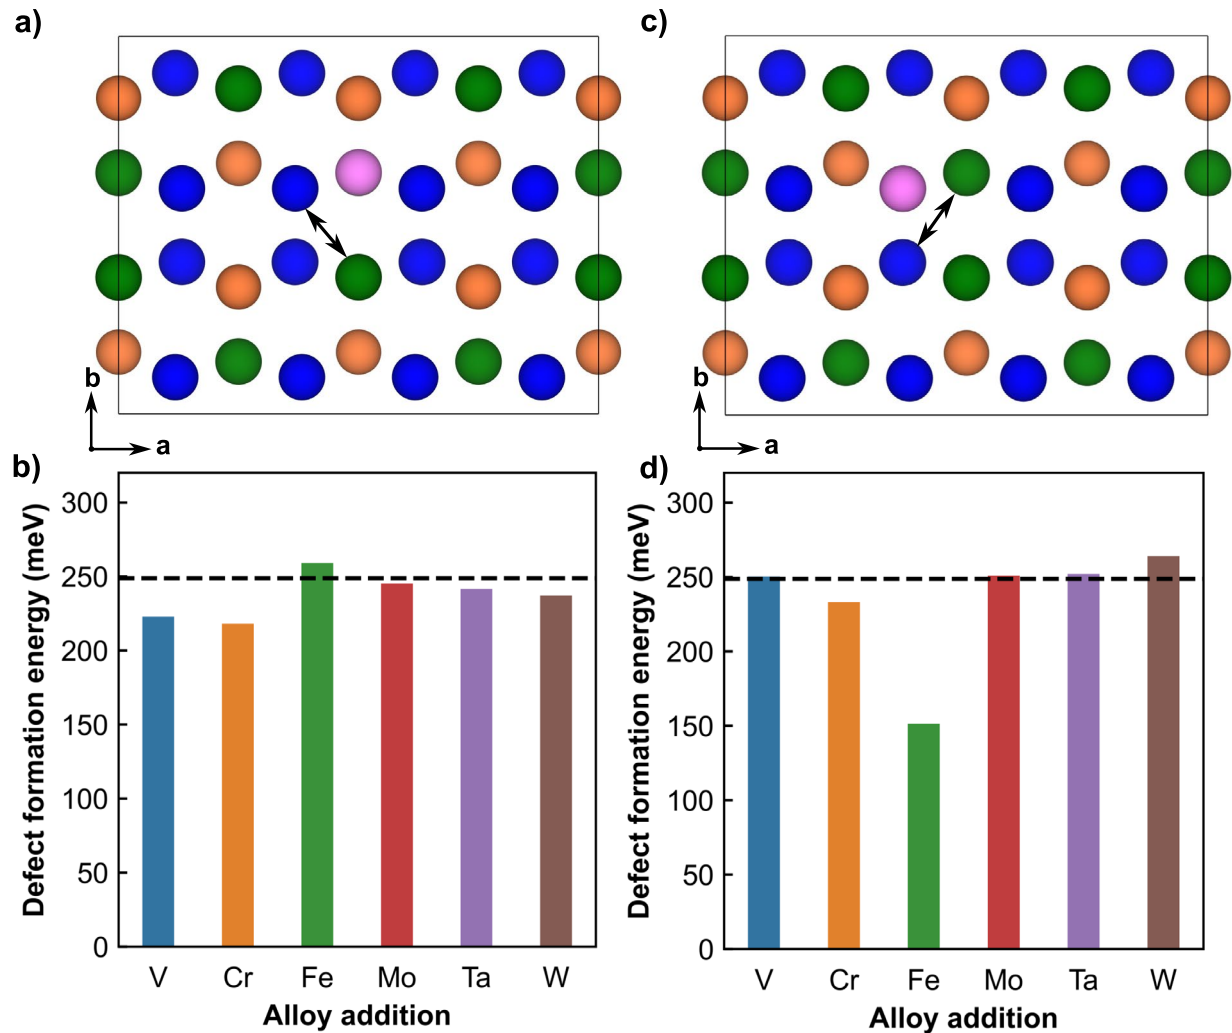 a)
b
a
c)
b
a
b)
Defect formation energy (meV)
300
250
200
150
100
50
0
V Cr Fe Mo Ta W
Alloy addition
d)
Defect formation energy (meV)
300
250
200
150
100
50
0
V Cr Fe Mo Ta W
Alloy addition